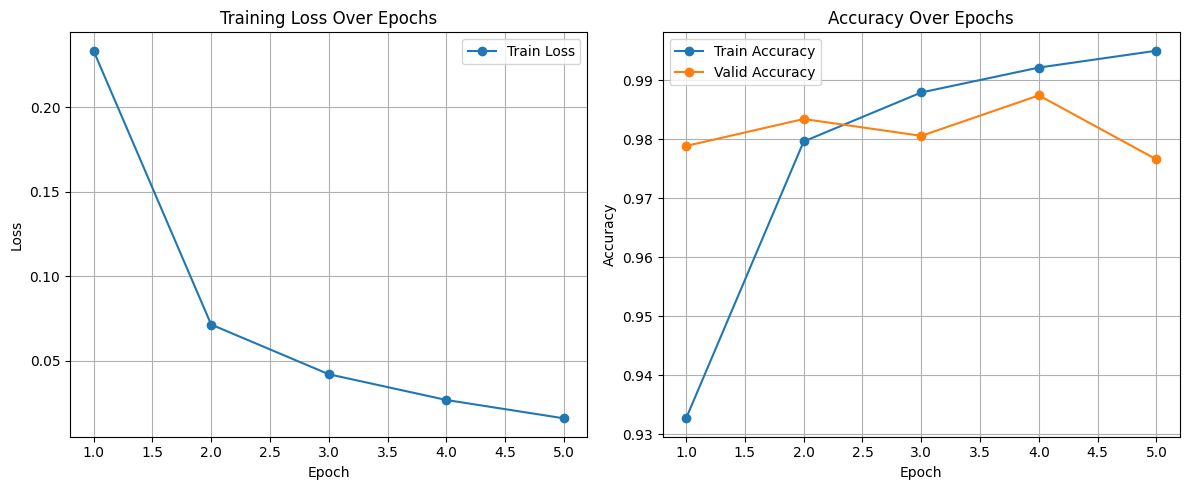 Training Loss Over Epochs
Train Loss
0.20
0.15
0.10
0.05
Loss
1.0 1.5 2.0 2.5 3.0 3.5 4.0 4.5 5.0
Epoch
Accuracy Over Epochs
Train Accuracy
Valid Accuracy
0.99
0.98
0.97
0.96
0.95
0.94
0.93
Accuracy
1.0 1.5 2.0 2.5 3.0 3.5 4.0 4.5 5.0
Epoch